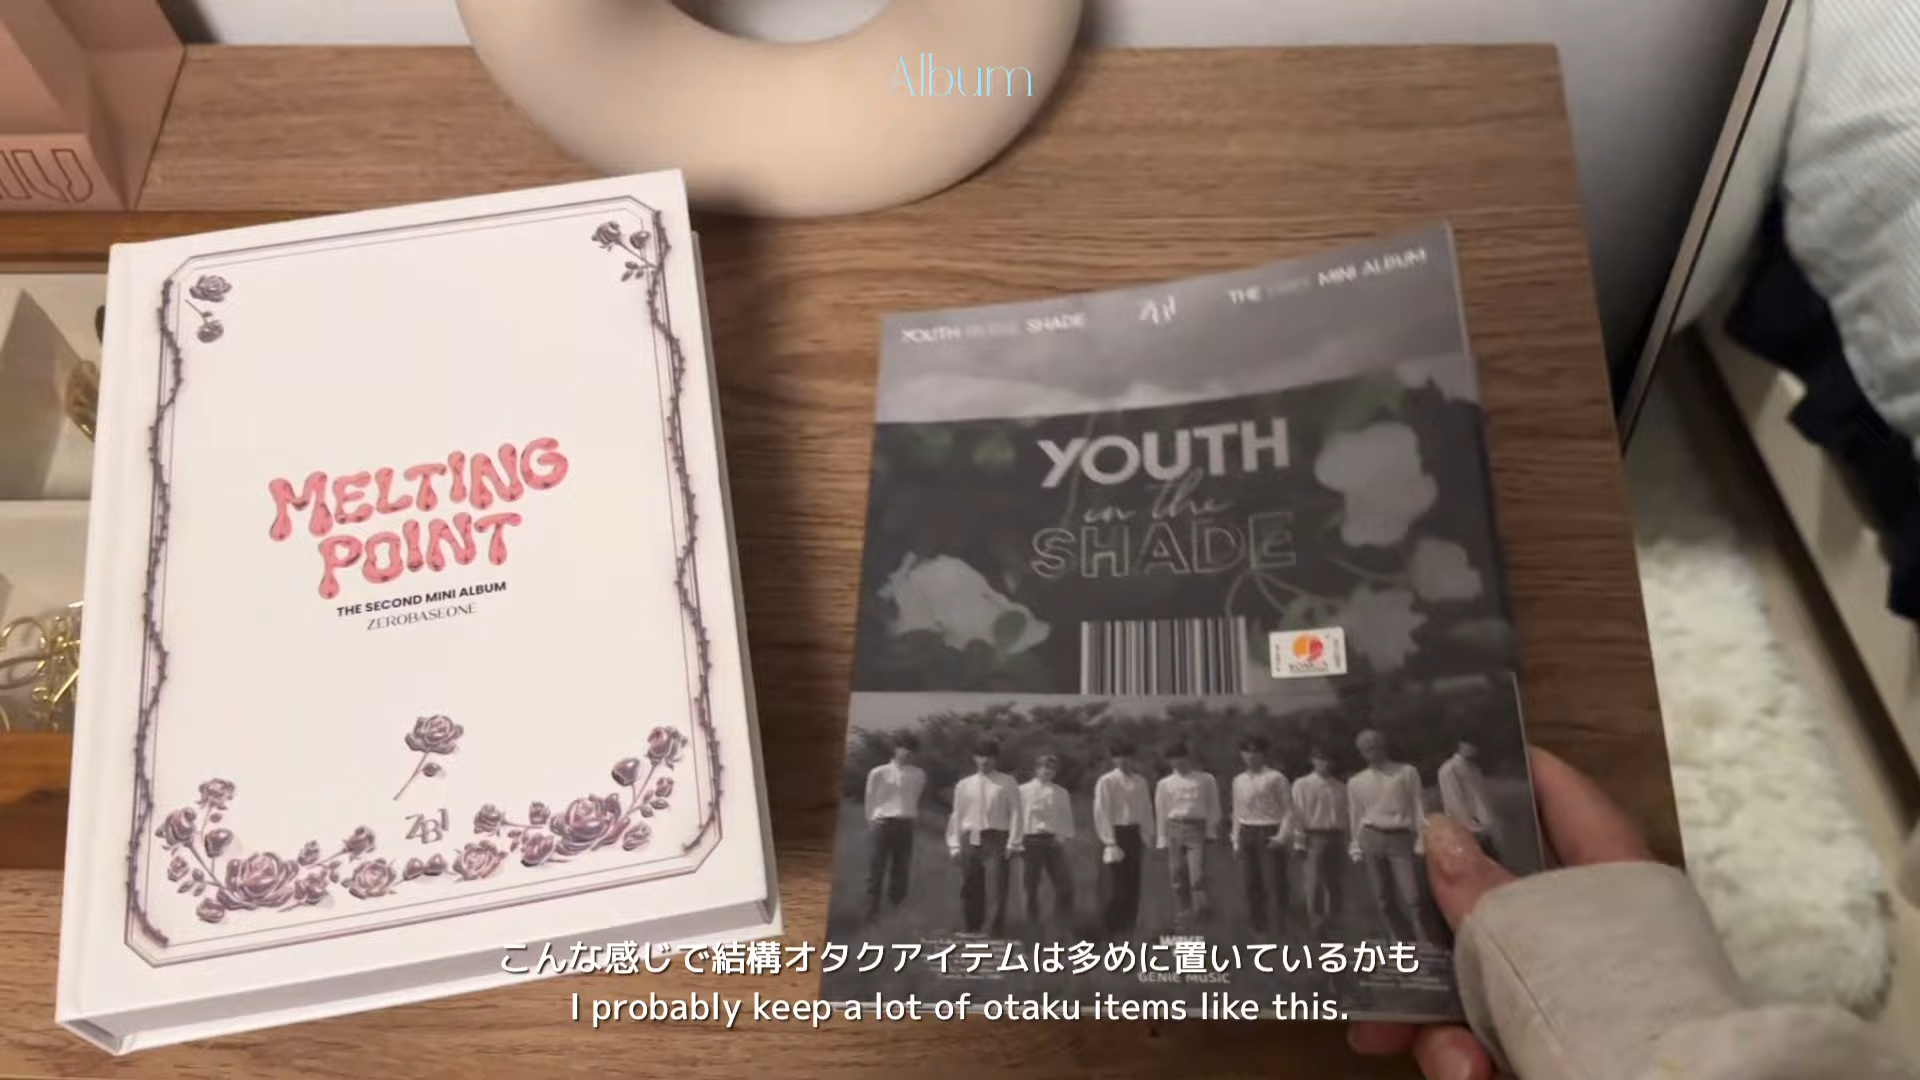 Album
MELTING
POINT
THE SECOND MINI ALBUM
ZEROBASEONE
ZB1
YOUTH SHADE
THE MINI ALBUM
YOUTH
in the
SHADE
GENIE MUSIC
こんな感じで結構オタクアイテムは多めに置いているかも
I probably keep a lot of otaku items like this.